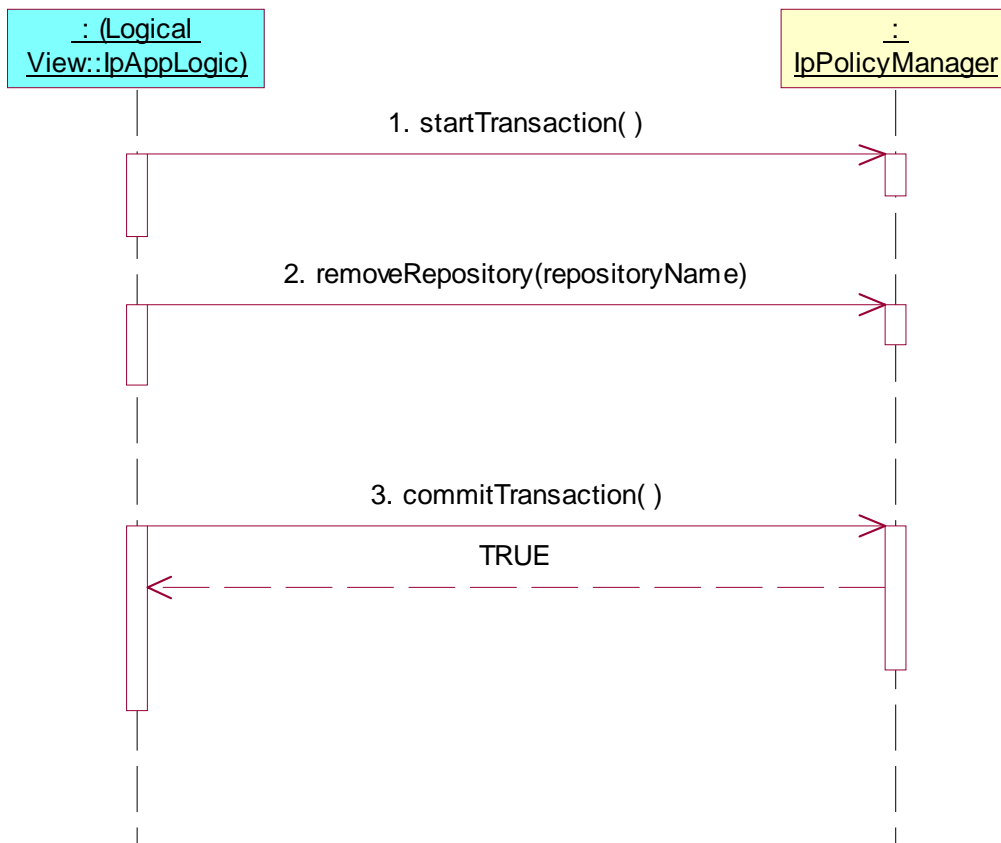 : (Logical
View::IpAppLogic)
:
IpPolicyManager
1. startTransaction( )
2. removeRepository(repositoryName)
3. commitTransaction( )
TRUE